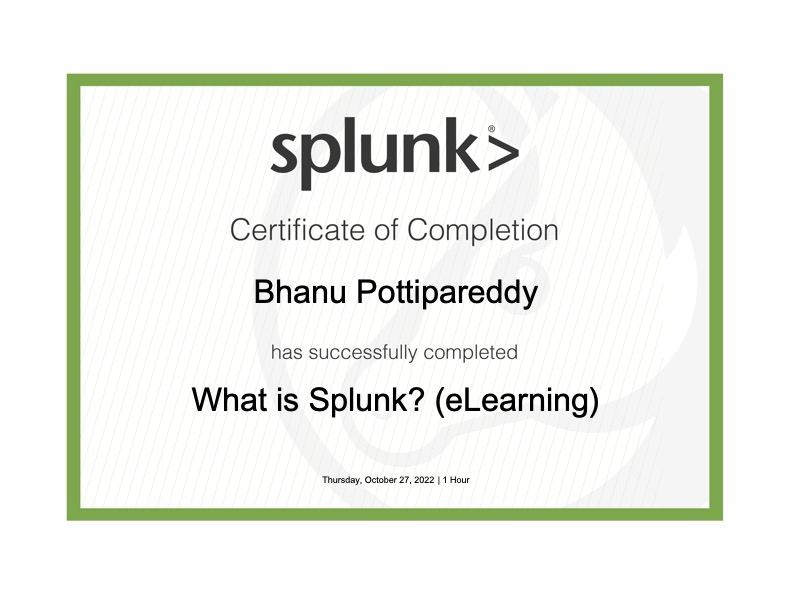 splunk®>
Certificate of Completion
Bhanu Pottipareddy
has successfully completed
What is Splunk? (eLearning)
Thursday, October 27, 2022 | 1 Hour